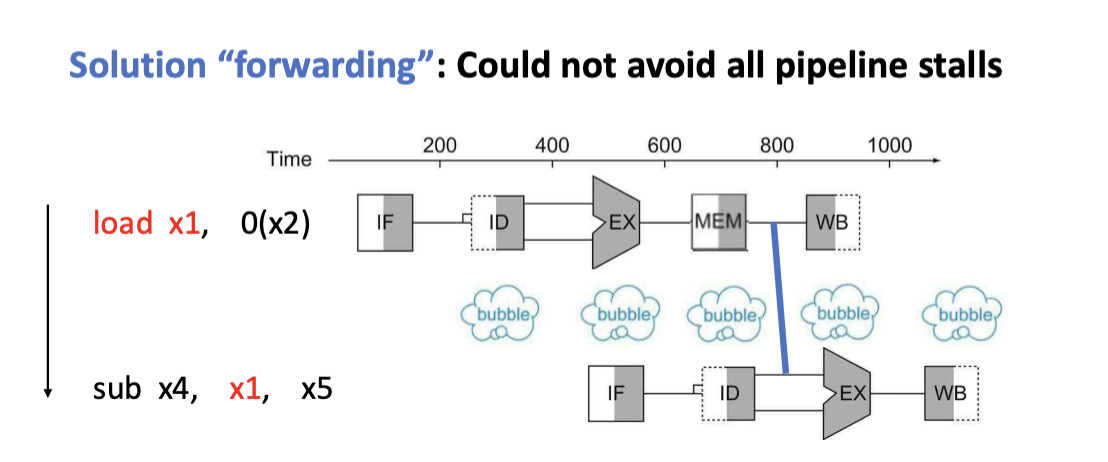 Solution “forwarding”: Could not avoid all pipeline stalls
Time 200 400 600 800 1000
load x1, 0(x2) IF ID EX MEM WB
bubble bubble bubble bubble bubble
sub x4, x1, x5 IF ID EX WB